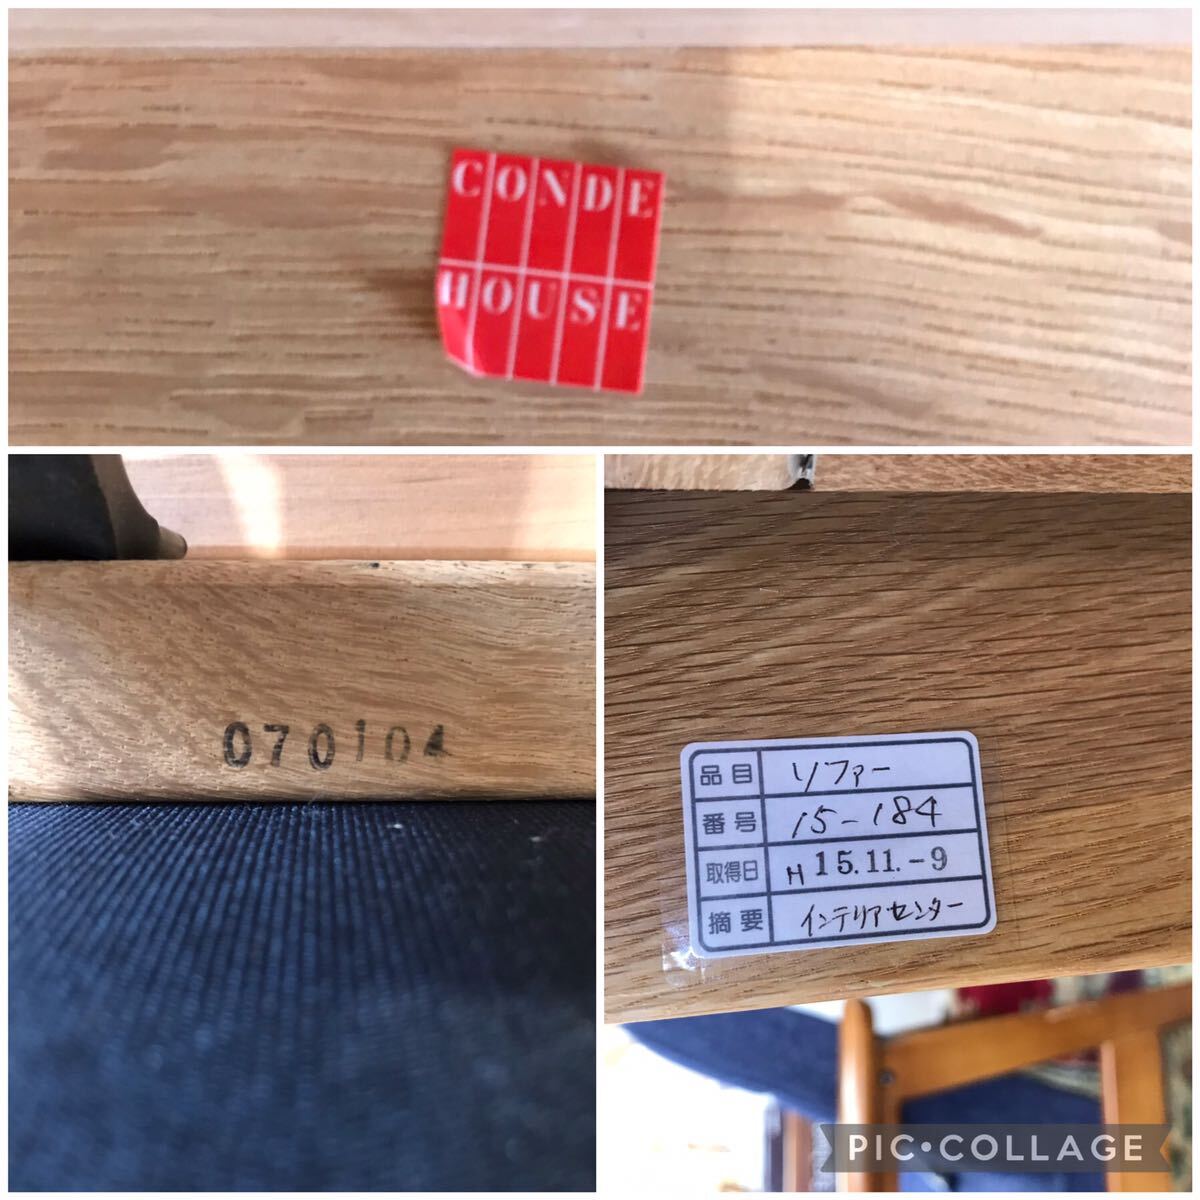 CONDE
HOUSE
070104
品目 ソファー
番号 15-184
取得日 H 15.11.-9
摘要 インテリアセンター
PIC•COLLAGE